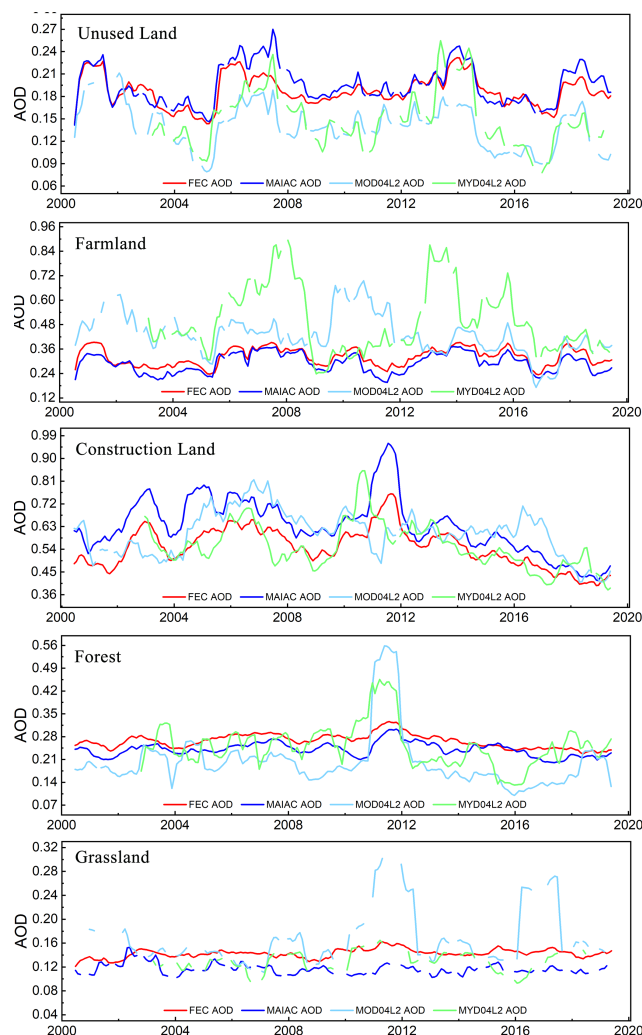 Unused Land
0.27
0.24
0.21
0.18
0.15
0.12
0.09
0.06
AOD
FEC AOD MAIAC AOD MOD04L2 AOD MYD04L2 AOD
2000 2004 2008 2012 2016 2020
0.96
Farmland
0.84
0.72
0.60
0.48
0.36
0.24
0.12
AOD
FEC AOD MAIAC AOD MOD04L2 AOD MYD04L2 AOD
2000 2004 2008 2012 2016 2020
0.99
Construction Land
0.90
0.81
0.72
0.63
0.54
0.45
0.36
AOD
FEC AOD MAIAC AOD MOD04L2 AOD MYD04L2 AOD
2000 2004 2008 2012 2016 2020
0.56
Forest
0.49
0.42
0.35
0.28
0.21
0.14
0.07
AOD
FEC AOD MAIAC AOD MOD04L2 AOD MYD04L2 AOD
2000 2004 2008 2012 2016 2020
0.32
Grassland
0.28
0.24
0.20
0.16
0.12
0.08
0.04
AOD
FEC AOD MAIAC AOD MOD04L2 AOD MYD04L2 AOD
2000 2004 2008 2012 2016 2020